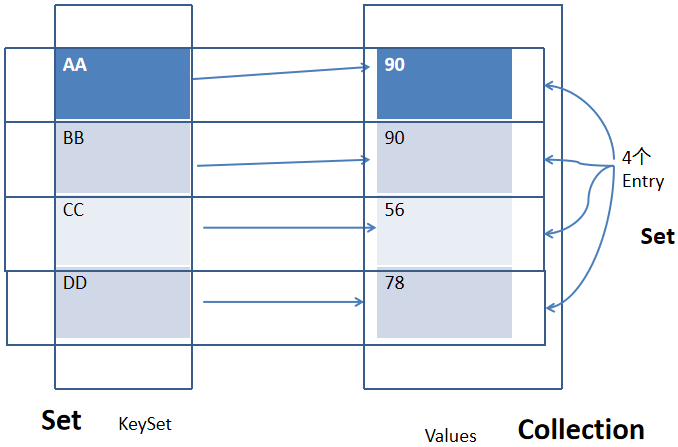 AA 90
BB 90
CC 56
DD 78
4个
Entry
Set
Set KeySet
Values Collection